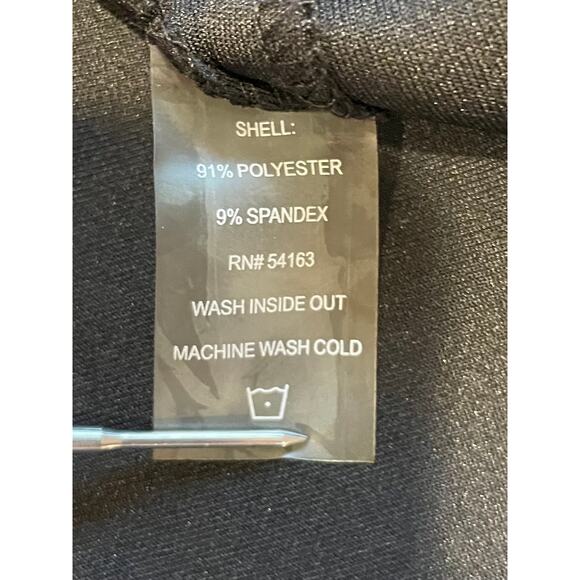 SHELL:
91% POLYESTER
9% SPANDEX
RN# 54163
WASH INSIDE OUT
MACHINE WASH COLD